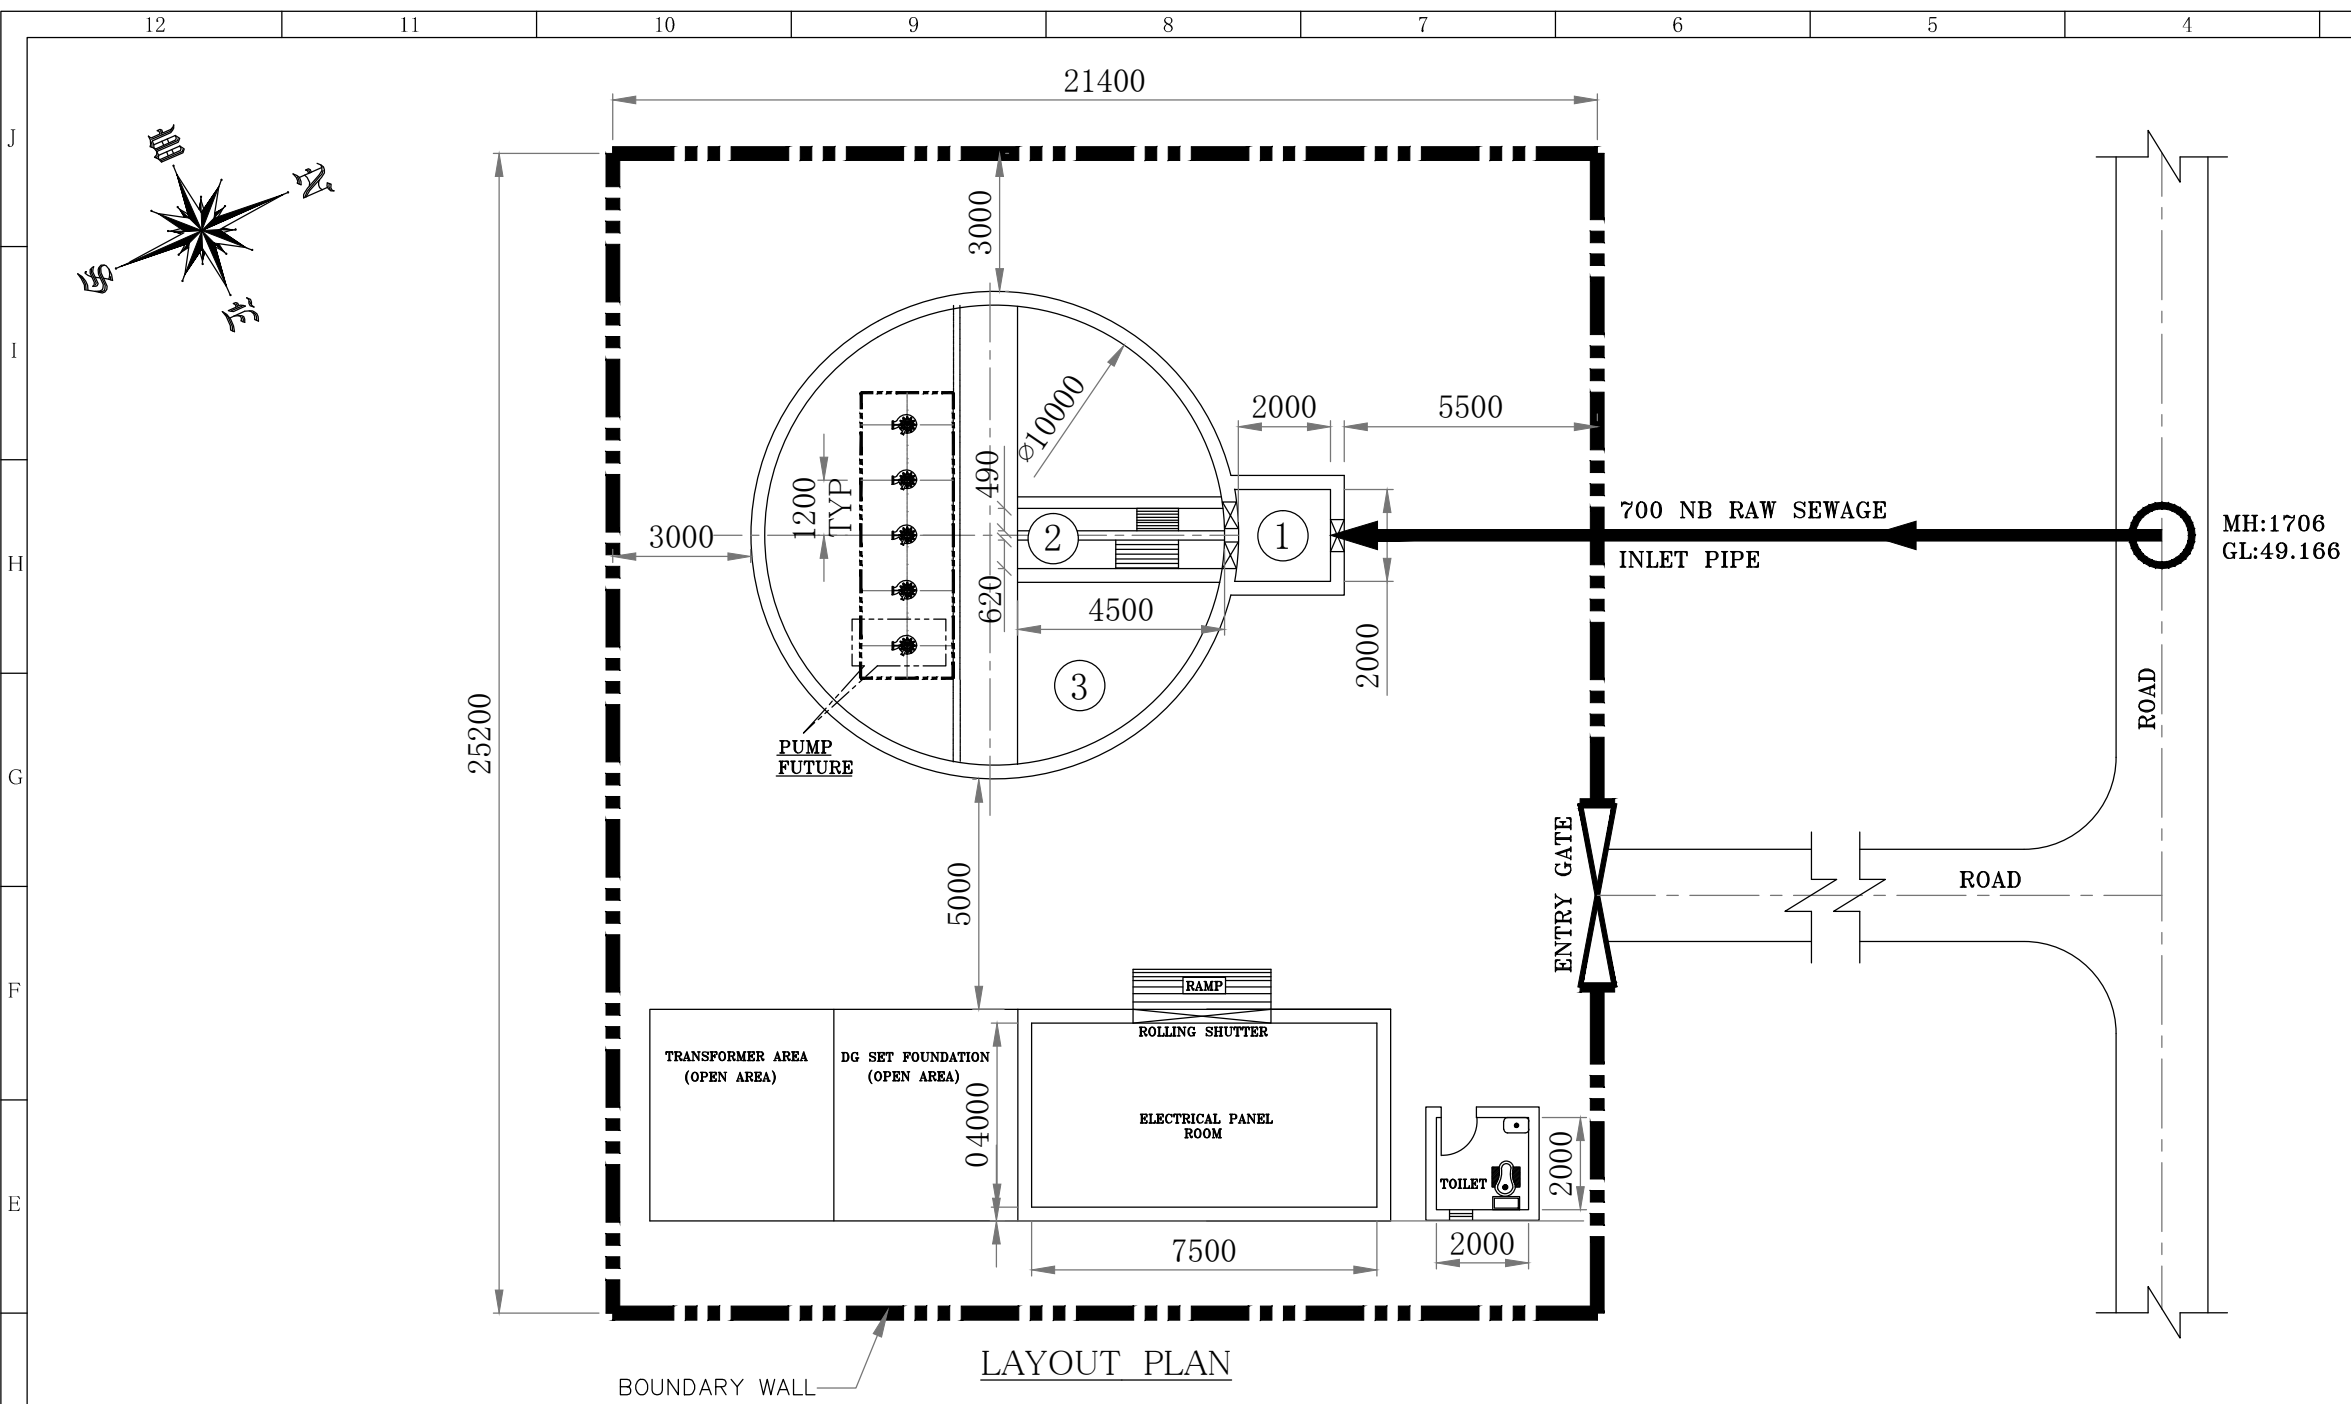 12 11 10 9 8 7 6 5 4
J
I
H
G
F
E
W
N
S
E
21400
25200
3000
3000
⌀10000
490
620
1200
TYP
2000
5500
4500
2000
1
2
3
PUMP
FUTURE
700 NB RAW SEWAGE
INLET PIPE
MH:1706
GL:49.166
ROAD
ROAD
ENTRY GATE
5000
RAMP
ROLLING SHUTTER
TRANSFORMER AREA
(OPEN AREA)
DG SET FOUNDATION
(OPEN AREA)
04000
ELECTRICAL PANEL
ROOM
TOILET
2000
2000
7500
LAYOUT PLAN
BOUNDARY WALL